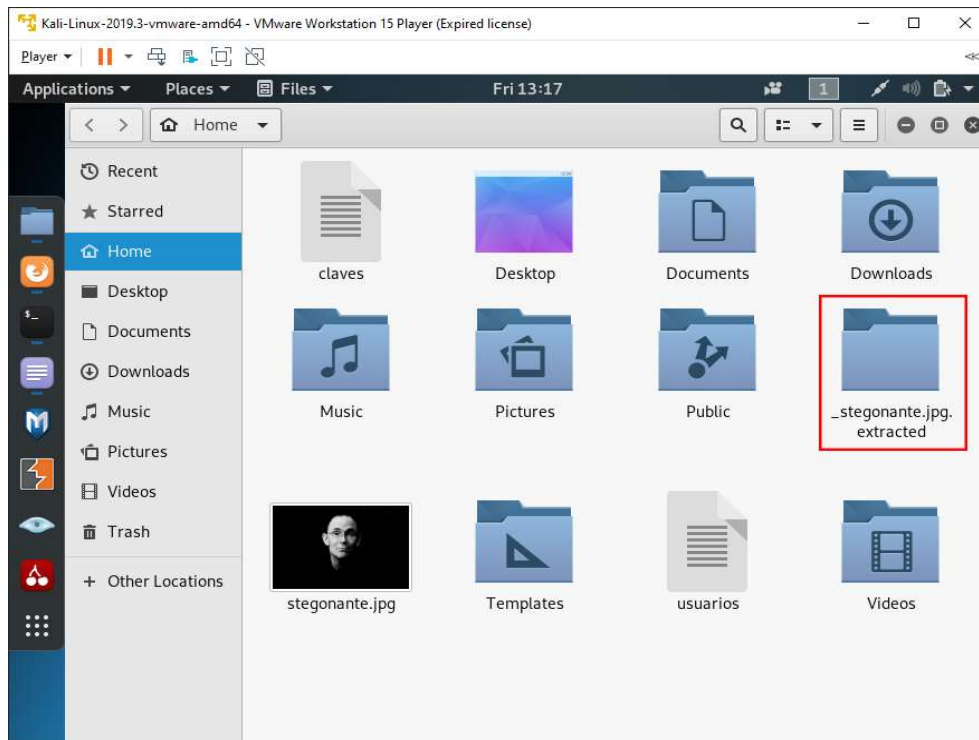 Kali-Linux-2019.3-vmware-amd64 - VMware Workstation 15 Player (Expired license)
Player
Applications Places Files Fri 13:17 1
Home
Recent
Starred
Home
Desktop
Documents
Downloads
Music
Pictures
Videos
Trash
+ Other Locations
claves Desktop Documents Downloads
Music Pictures Public _stegonante.jpg.
extracted
stegonante.jpg Templates usuarios Videos